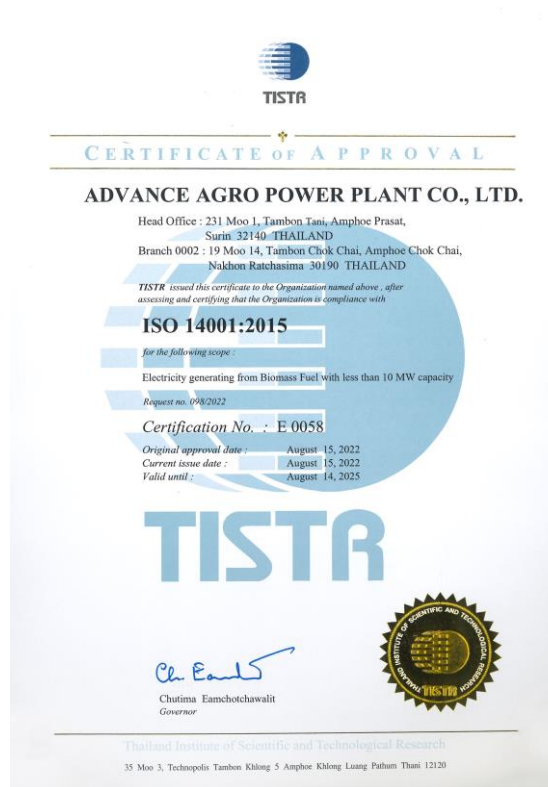 TISTR
CERTIFICATE OF APPROVAL
ADVANCE AGRO POWER PLANT CO., LTD.
Head Office : 231 Moo 1, Tambon Tani, Amphoe Prasat,
Surin 32140 THAILAND
Branch 0002 : 19 Moo 14, Tambon Chok Chai, Amphoe Chok Chai,
Nakhon Ratchasima 30190 THAILAND
TISTR issued this certificate to the Organization named above , after
assessing and certifying that the Organization is compliance with
ISO 14001:2015
for the following scope :
Electricity generating from Biomass Fuel with less than 10 MW capacity
Request no. 098/2022
Certification No. : E 0058
Original approval date : August 15, 2022
Current issue date : August 15, 2022
Valid until : August 14, 2025
TISTR
THAILAND INSTITUTE OF SCIENTIFIC AND TECHNOLOGICAL RESEARCH
TISTR
Chutima Eamchotchawalit
Governor
Thailand Institute of Scientific and Technological Research
35 Moo 3, Technopolis Tambon Khlong 5 Amphoe Khlong Luang Pathum Thani 12120